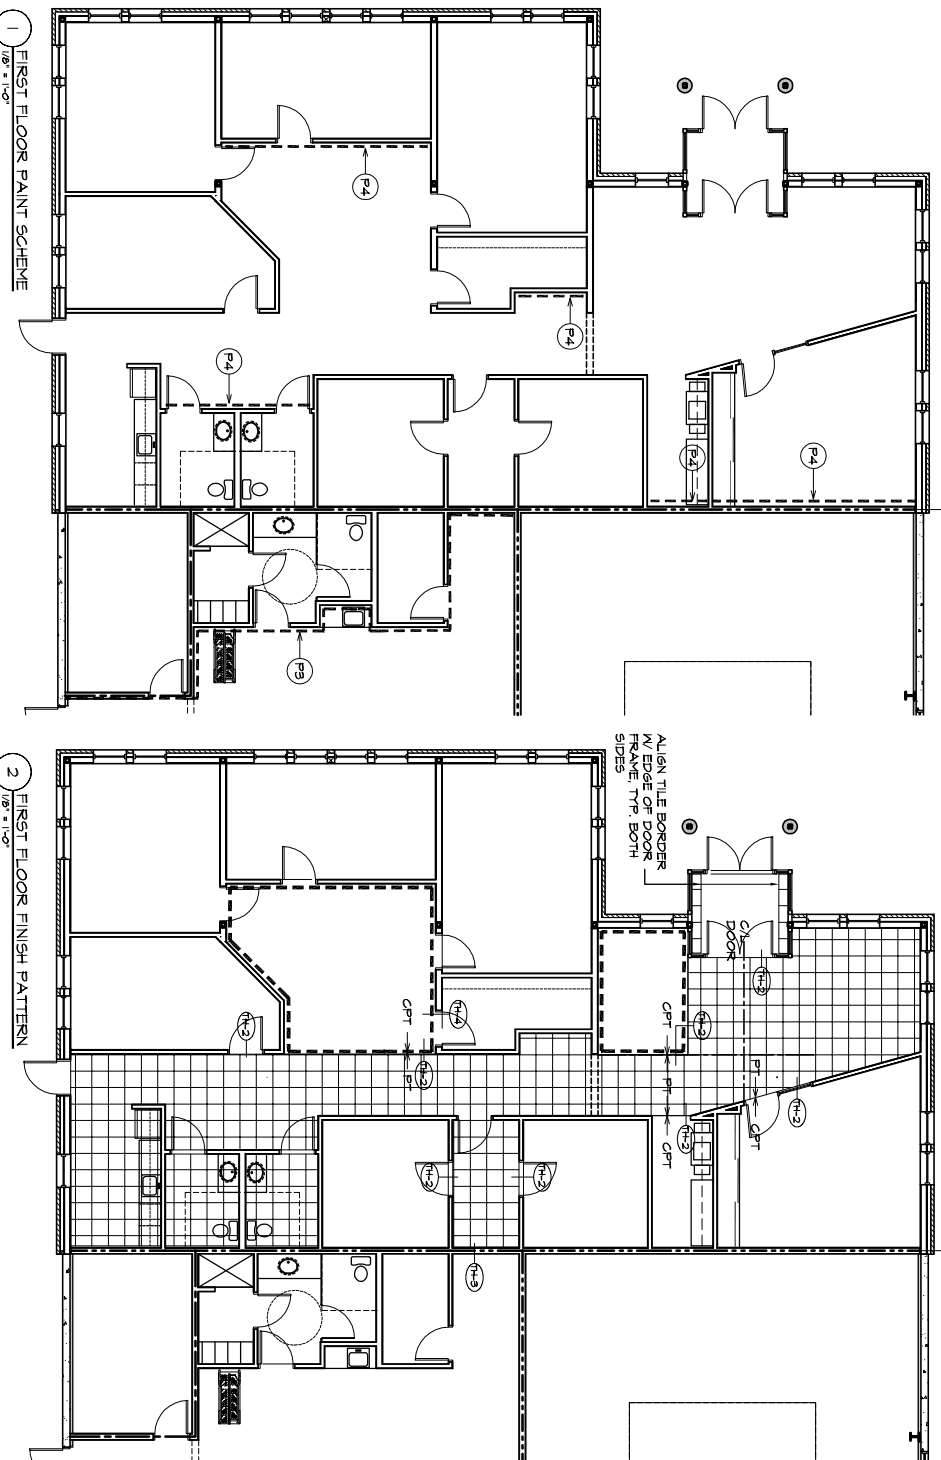 1
FIRST FLOOR PAINT SCHEME
1/8" = 1'-0"
P4
P4
P4
P4
P4
P3
2
FIRST FLOOR FINISH PATTERN
1/8" = 1'-0"
ALIGN TILE BORDER
W/ EDGE OF DOOR
FRAME, TYP. BOTH
SIDES
C/L
DOOR
TH-2
CPT
TH-2
PT
TH-2
CPT
PT
TH-2
CPT
TH-4
CPT
TH-2
PT
TH-2
TH-2
TH-2
TH-3